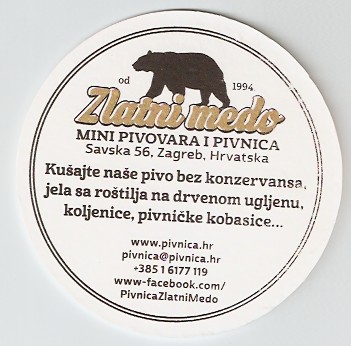 od 1994.
Zlatni medo
MINI PIVOVARA I PIVNICA
Savska 56, Zagreb, Hrvatska
Kušajte naše pivo bez konzervansa,
jela sa roštilja na drvenom ugljenu,
koljenice, pivničke kobasice...
www.pivnica.hr
pivnica@pivnica.hr
+385 1 6177 119
www-facebook.com/
PivnicaZlatniMedo